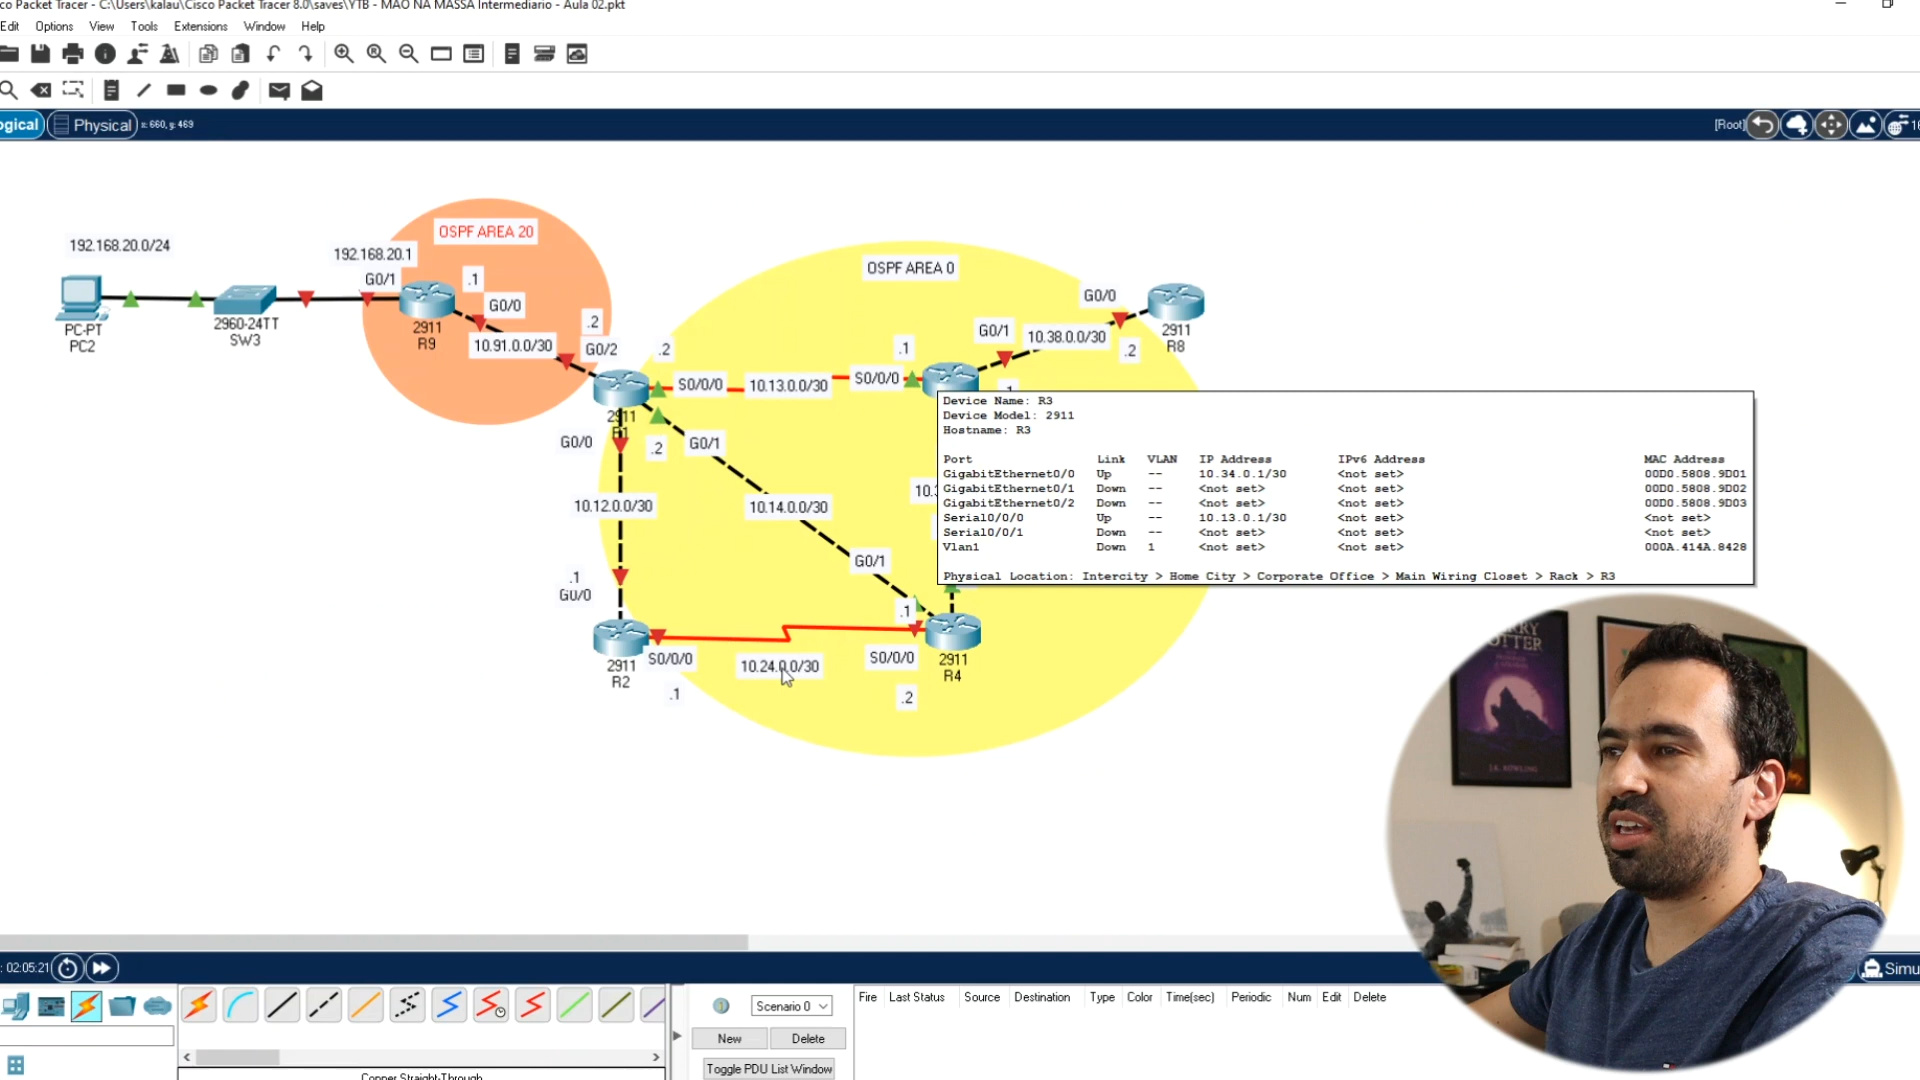 co Packet Tracer - C:\Users\kalau\Cisco Packet Tracer 8.0\saves\YTB - MAO NA MASSA Intermediario - Aula 02.pkt
Edit Options View Tools Extensions Window Help
ogical Physical x: 660, y: 469 [Root] 16
192.168.20.0/24
192.168.20.1
G0/1
OSPF AREA 20
.1
G0/0
10.91.0.0/30
.2
G0/2
PC-PT
PC2
2960-24TT
SW3
2911
R9
OSPF AREA 0
G0/0
G0/1
10.38.0.0/30
.2
2911
R8
.2
S0/0/0
10.13.0.0/30
S0/0/0
.1
2911
R1
G0/0
.2
G0/1
10.12.0.0/30
10.14.0.0/30
G0/1
.1
.1
G0/0
2911
R2
S0/0/0
.1
10.24.0.0/30
S0/0/0
.2
2911
R4
Device Name: R3
Device Model: 2911
Hostname: R3
Port Link VLAN IP Address IPv6 Address MAC Address
GigabitEthernet0/0 Up -- 10.34.0.1/30 <not set> 00D0.5808.9D01
GigabitEthernet0/1 Down -- <not set> <not set> 00D0.5808.9D02
GigabitEthernet0/2 Down -- <not set> <not set> 00D0.5808.9D03
Serial0/0/0 Up -- 10.13.0.1/30 <not set> <not set>
Serial0/0/1 Down -- <not set> <not set> <not set>
Vlan1 Down 1 <not set> <not set> 000A.414A.8428
Physical Location: Intercity > Home City > Corporate Office > Main Wiring Closet > Rack > R3
: 02:05:21
Simu
Scenario 0
New Delete
Toggle PDU List Window
Fire Last Status Source Destination Type Color Time(sec) Periodic Num Edit Delete
Copper Straight-Through